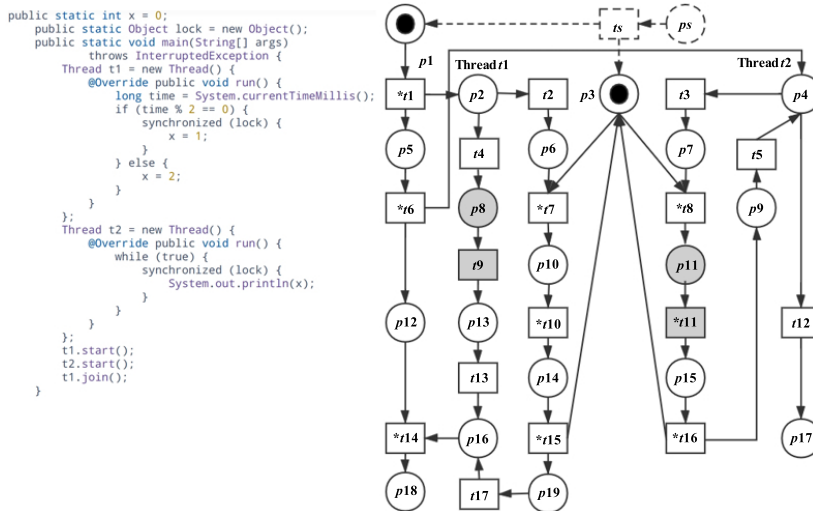 public static int x = 0;
public static Object lock = new Object();
public static void main(String[] args)
throws InterruptedException {
Thread t1 = new Thread() {
@Override public void run() {
long time = System.currentTimeMillis();
if (time % 2 == 0) {
synchronized (lock) {
x = 1;
}
} else {
x = 2;
}
}
};
Thread t2 = new Thread() {
@Override public void run() {
while (true) {
synchronized (lock) {
System.out.println(x);
}
}
}
};
t1.start();
t2.start();
t1.join();
}
ts
ps
p1
Thread t1
p3
Thread t2
*t1
p2
t2
t3
p4
p5
t4
p6
p7
t5
*t6
p8
*t7
*t8
p9
t9
p10
p11
p12
p13
*t10
*t11
t12
t13
p14
p15
*t14
p16
*t15
*t16
p17
p18
t17
p19